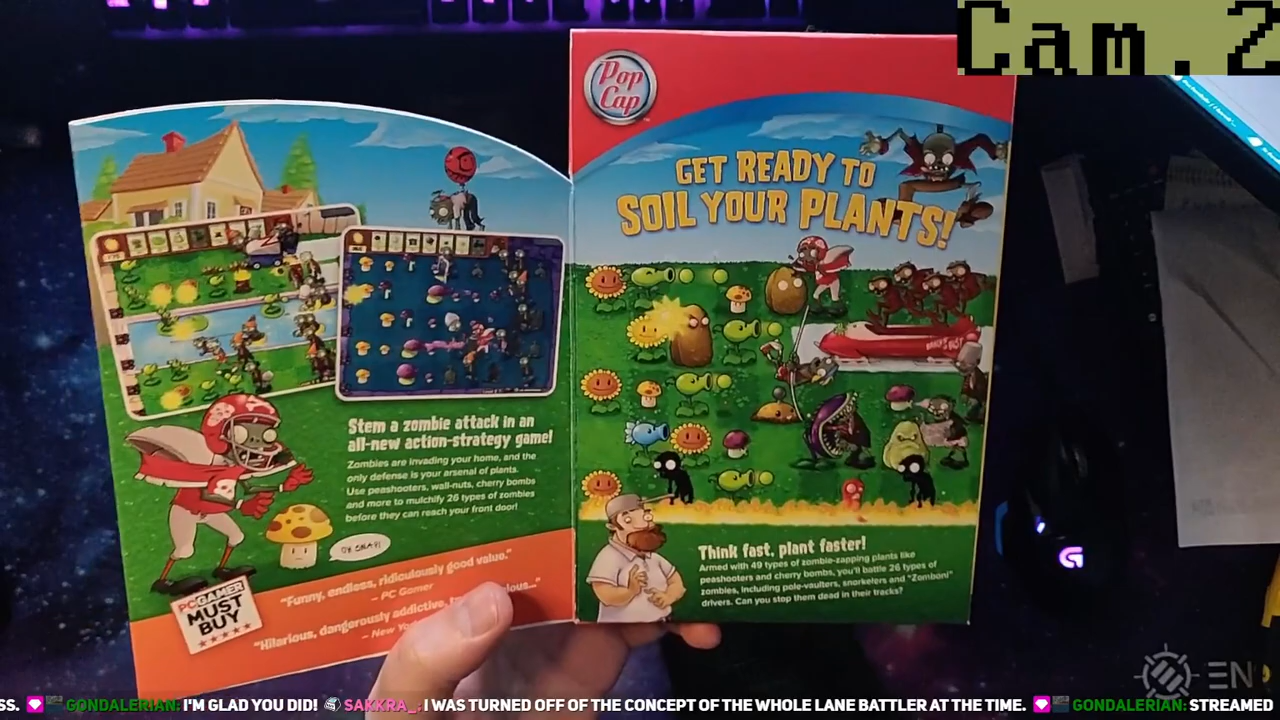 Cam.2
Pop
Cap
GET READY TO
SOIL YOUR PLANTS!
Stem a zombie attack in an
all-new action-strategy game!
Zombies are invading your home, and the
only defense is your arsenal of plants.
Use peashooters, wall-nuts, cherry bombs
and more to mulchify 26 types of zombies
before they can reach your front door!
"Funny, endless, ridiculously good value."
– PC Gamer
"Hilarious, dangerously addictive,
– New
PCGAMER
MUST
BUY
Think fast, plant faster!
Armed with 49 types of zombie-zapping plants like
peashooters and cherry bombs, you'll battle 26 types of
zombies, including pole-vaulters, snorkelers and "Zomboni"
drivers. Can you stop them dead in their tracks?
EN
SS. GONDALERIAN: I'M GLAD YOU DID! SAKKRA_: I WAS TURNED OFF OF THE CONCEPT OF THE WHOLE LANE BATTLER AT THE TIME. GONDALERIAN: STREAMED